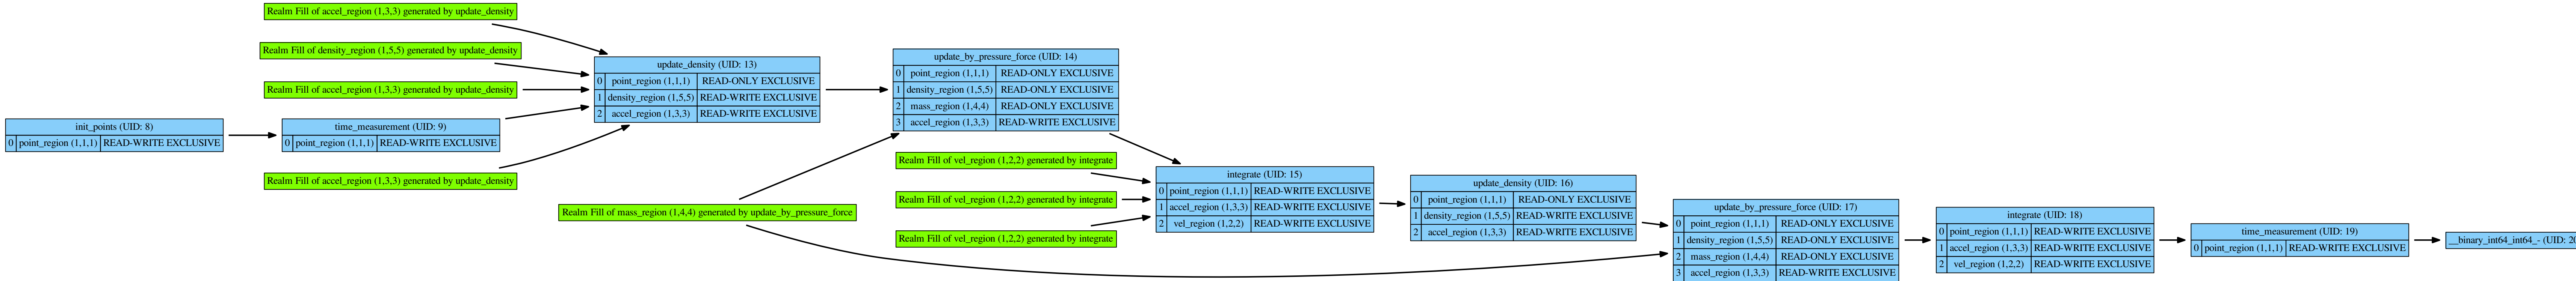 Realm Fill of accel_region (1,3,3) generated by update_density
Realm Fill of density_region (1,5,5) generated by update_density
Realm Fill of accel_region (1,3,3) generated by update_density
init_points (UID: 8)
0 point_region (1,1,1) READ-WRITE EXCLUSIVE
time_measurement (UID: 9)
0 point_region (1,1,1) READ-WRITE EXCLUSIVE
Realm Fill of accel_region (1,3,3) generated by update_density
update_density (UID: 13)
0 point_region (1,1,1) READ-ONLY EXCLUSIVE
1 density_region (1,5,5) READ-WRITE EXCLUSIVE
2 accel_region (1,3,3) READ-WRITE EXCLUSIVE
Realm Fill of mass_region (1,4,4) generated by update_by_pressure_force
update_by_pressure_force (UID: 14)
0 point_region (1,1,1) READ-ONLY EXCLUSIVE
1 density_region (1,5,5) READ-ONLY EXCLUSIVE
2 mass_region (1,4,4) READ-ONLY EXCLUSIVE
3 accel_region (1,3,3) READ-WRITE EXCLUSIVE
Realm Fill of vel_region (1,2,2) generated by integrate
Realm Fill of vel_region (1,2,2) generated by integrate
Realm Fill of vel_region (1,2,2) generated by integrate
integrate (UID: 15)
0 point_region (1,1,1) READ-WRITE EXCLUSIVE
1 accel_region (1,3,3) READ-WRITE EXCLUSIVE
2 vel_region (1,2,2) READ-WRITE EXCLUSIVE
update_density (UID: 16)
0 point_region (1,1,1) READ-ONLY EXCLUSIVE
1 density_region (1,5,5) READ-WRITE EXCLUSIVE
2 accel_region (1,3,3) READ-WRITE EXCLUSIVE
update_by_pressure_force (UID: 17)
0 point_region (1,1,1) READ-ONLY EXCLUSIVE
1 density_region (1,5,5) READ-ONLY EXCLUSIVE
2 mass_region (1,4,4) READ-ONLY EXCLUSIVE
3 accel_region (1,3,3) READ-WRITE EXCLUSIVE
integrate (UID: 18)
0 point_region (1,1,1) READ-WRITE EXCLUSIVE
1 accel_region (1,3,3) READ-WRITE EXCLUSIVE
2 vel_region (1,2,2) READ-WRITE EXCLUSIVE
time_measurement (UID: 19)
0 point_region (1,1,1) READ-WRITE EXCLUSIVE
__binary_int64_int64_- (UID: 20